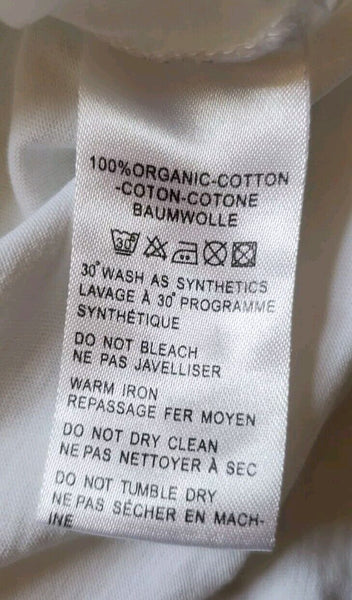 100%ORGANIC-COTTON
-COTON-COTONE
BAUMWOLLE
30°
30°WASH AS SYNTHETICS
LAVAGE À 30° PROGRAMME
SYNTHÉTIQUE
DO NOT BLEACH
NE PAS JAVELLISER
WARM IRON
REPASSAGE FER MOYEN
DO NOT DRY CLEAN
NE PAS NETTOYER À SEC
DO NOT TUMBLE DRY
NE PAS SÉCHER EN MACH-
INE